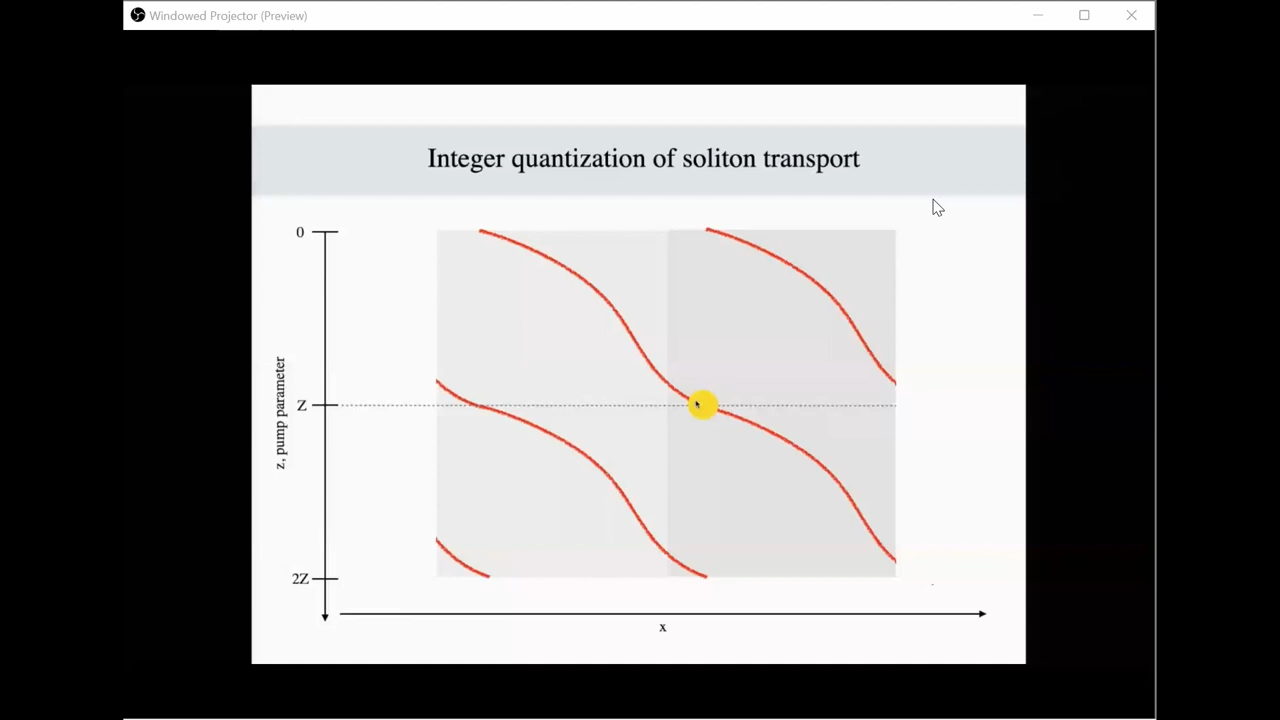 Windowed Projector (Preview)
Integer quantization of soliton transport
0
z, pump parameter
Z
2Z
x